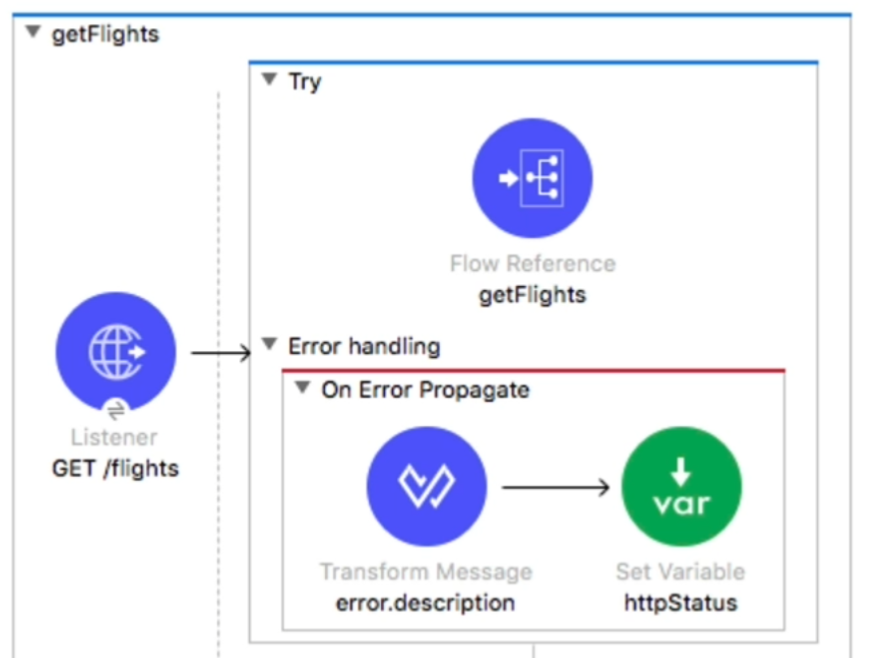 getFlights
Try
Flow Reference
getFlights
Listener
GET /flights
Error handling
On Error Propagate
Transform Message
error.description
var
Set Variable
httpStatus